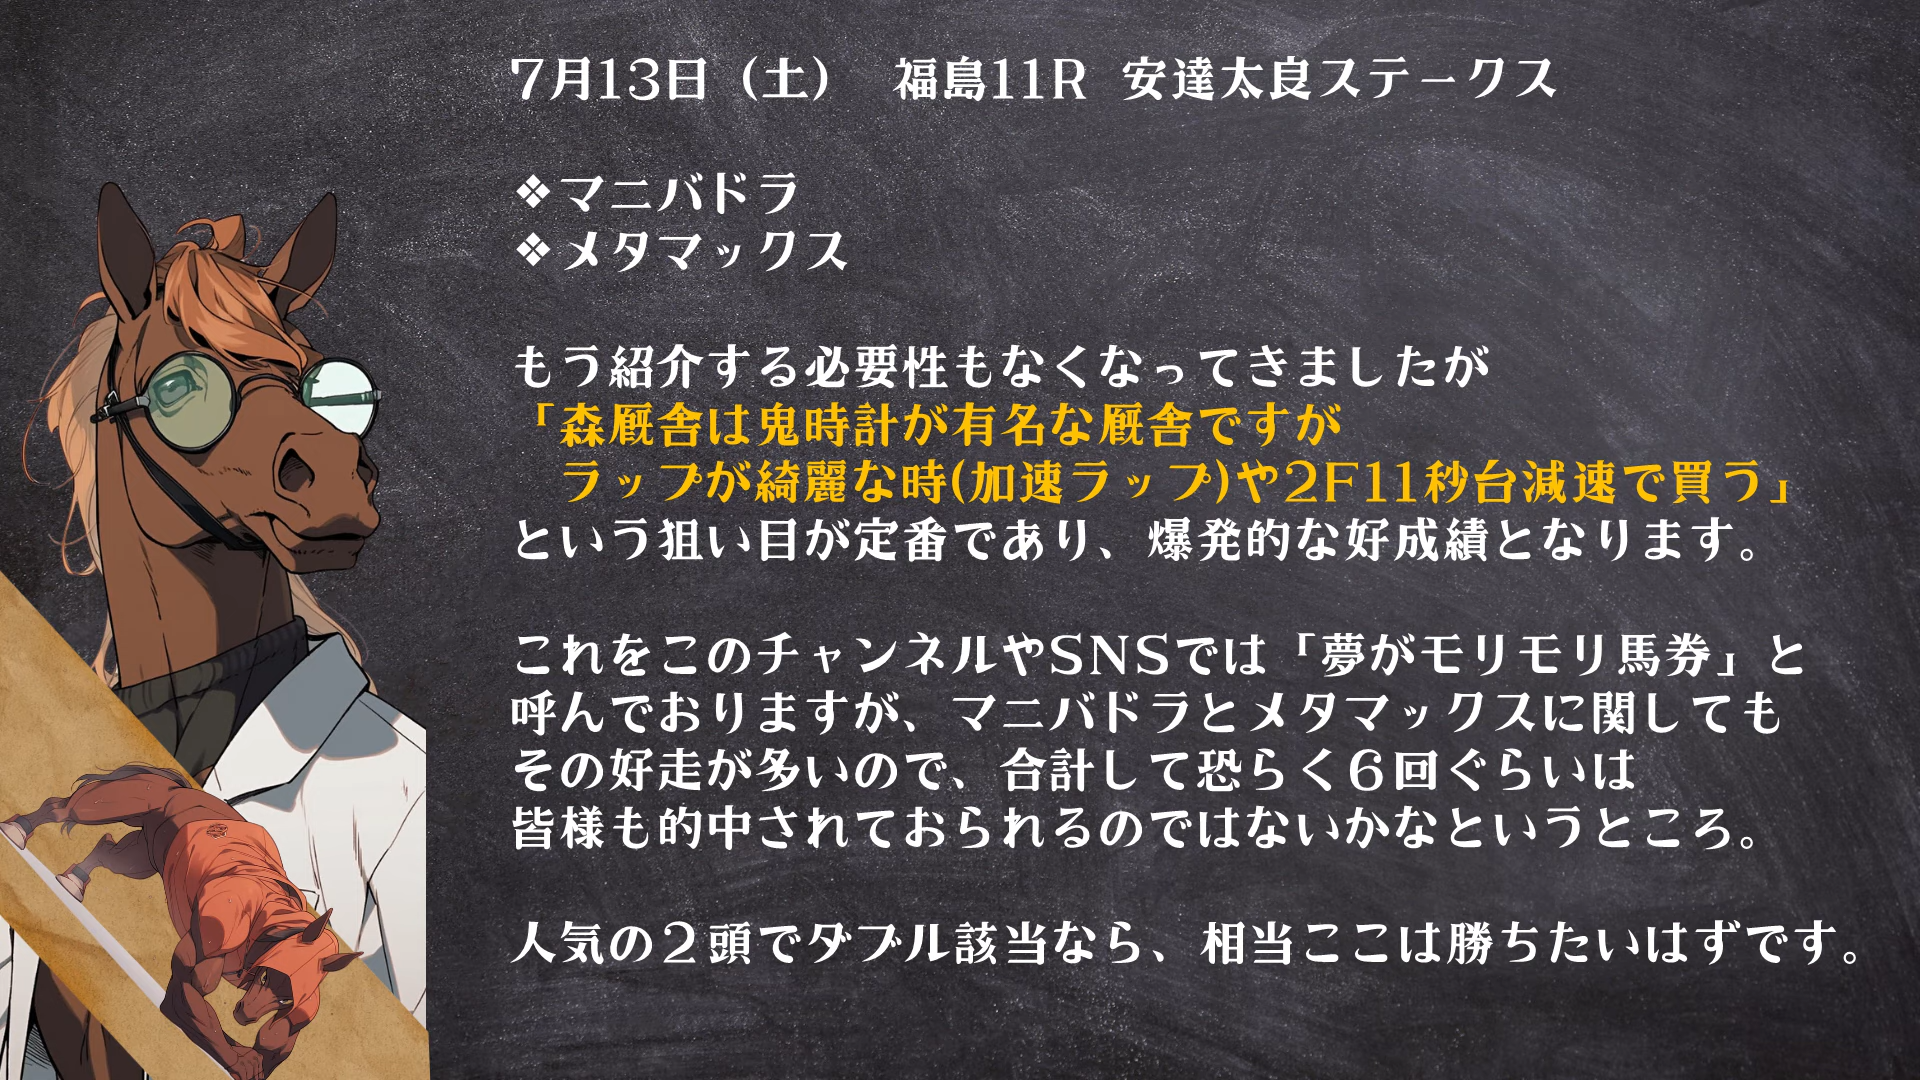 7月13日（土）　福島11R 安達太良ステークス
❖マニバドラ
❖メタマックス
もう紹介する必要性もなくなってきましたが
「森厩舎は鬼時計が有名な厩舎ですが
ラップが綺麗な時(加速ラップ)や2F11秒台減速で買う」
という狙い目が定番であり、爆発的な好成績となります。
これをこのチャンネルやSNSでは「夢がモリモリ馬券」と
呼んでおりますが、マニバドラとメタマックスに関しても
その好走が多いので、合計して恐らく６回ぐらいは
皆様も的中されておられるのではないかなというところ。
人気の２頭でダブル該当なら、相当ここは勝ちたいはずです。